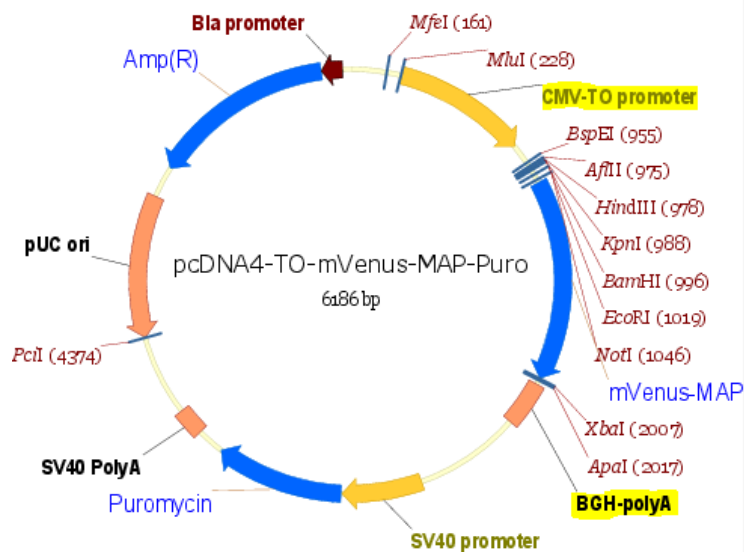 Bla promoter
MfeI (161)
Amp(R)
MluI (228)
CMV-TO promoter
BspEI (955)
AflII (975)
HindIII (978)
pUC ori
KpnI (988)
pcDNA4-TO-mVenus-MAP-Puro
BamHI (996)
6186 bp
EcoRI (1019)
PciI (4374)
NotI (1046)
mVenus-MAP
XbaI (2007)
SV40 PolyA
ApaI (2017)
Puromycin
BGH-polyA
SV40 promoter